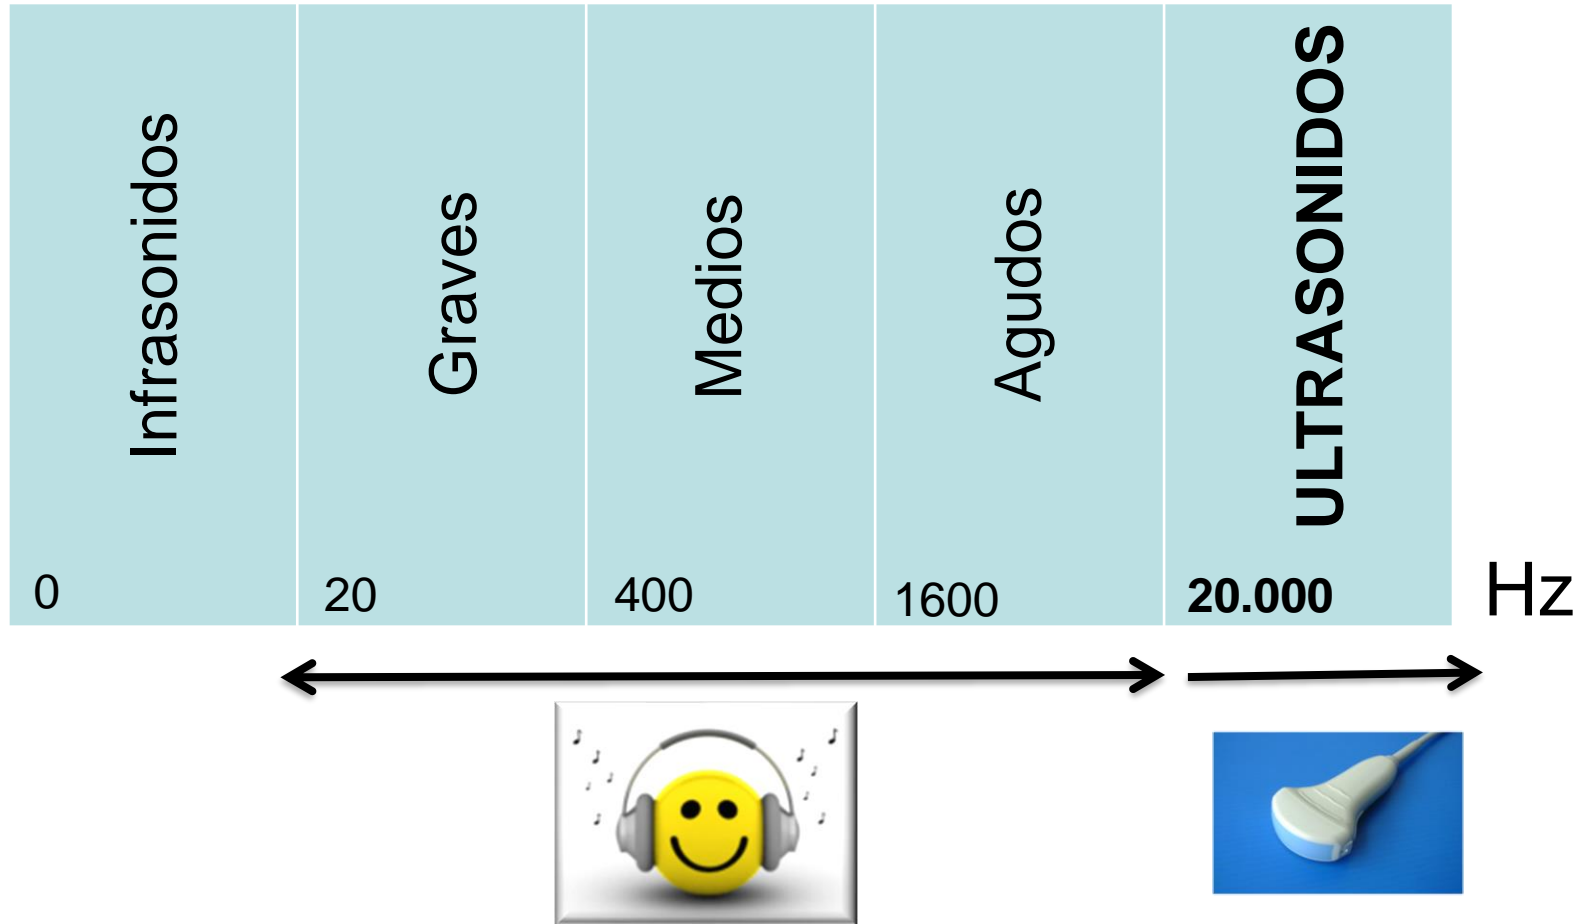 Infrasonidos
Graves
Medios
Agudos
ULTRASONIDOS
0
20
400
1600
20.000
Hz